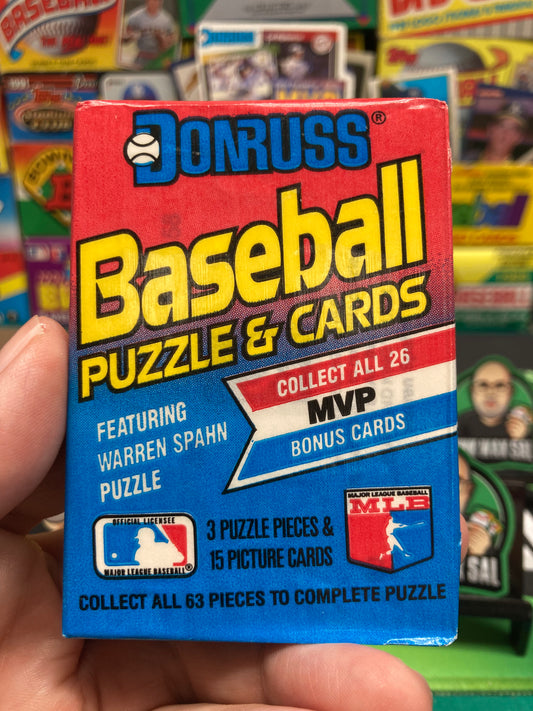 DONRUSS®
Baseball
PUZZLE & CARDS
COLLECT ALL 26
MVP
BONUS CARDS
FEATURING
WARREN SPAHN
PUZZLE
OFFICIAL LICENSEE
MAJOR LEAGUE BASEBALL®
3 PUZZLE PIECES &
15 PICTURE CARDS
MAJOR LEAGUE BASEBALL
MLB
COLLECT ALL 63 PIECES TO COMPLETE PUZZLE